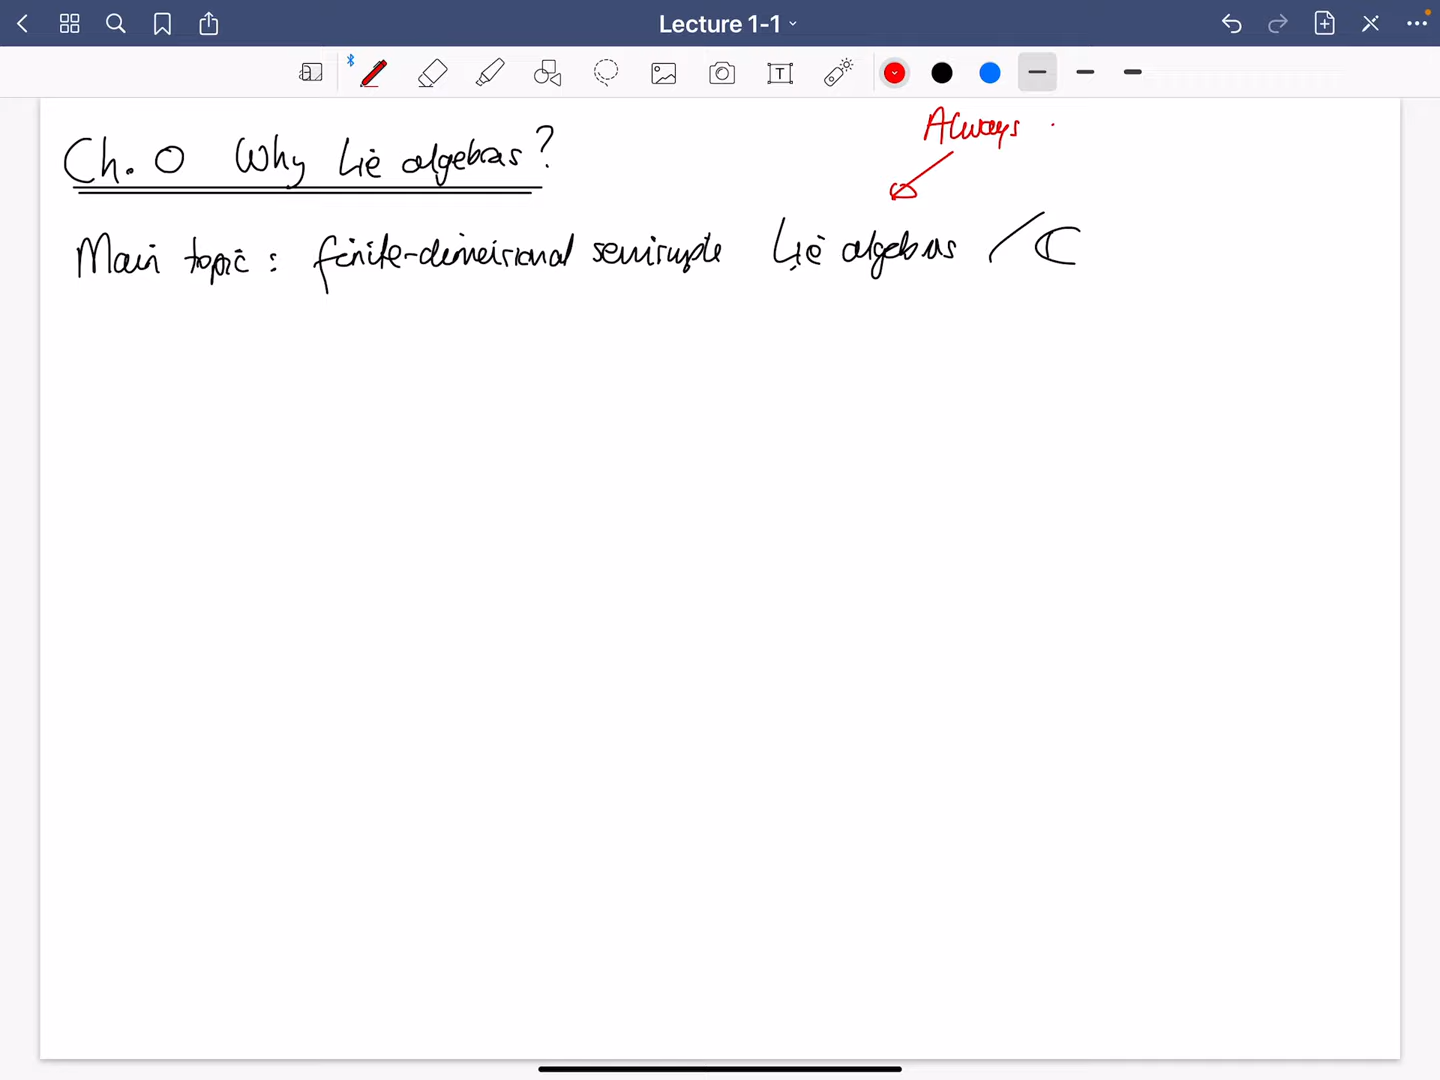 Lecture 1-1
Always
Ch. 0 Why Lie algebras?
Main topic : finite-dimensional semisimple Lie algebras / ℂ